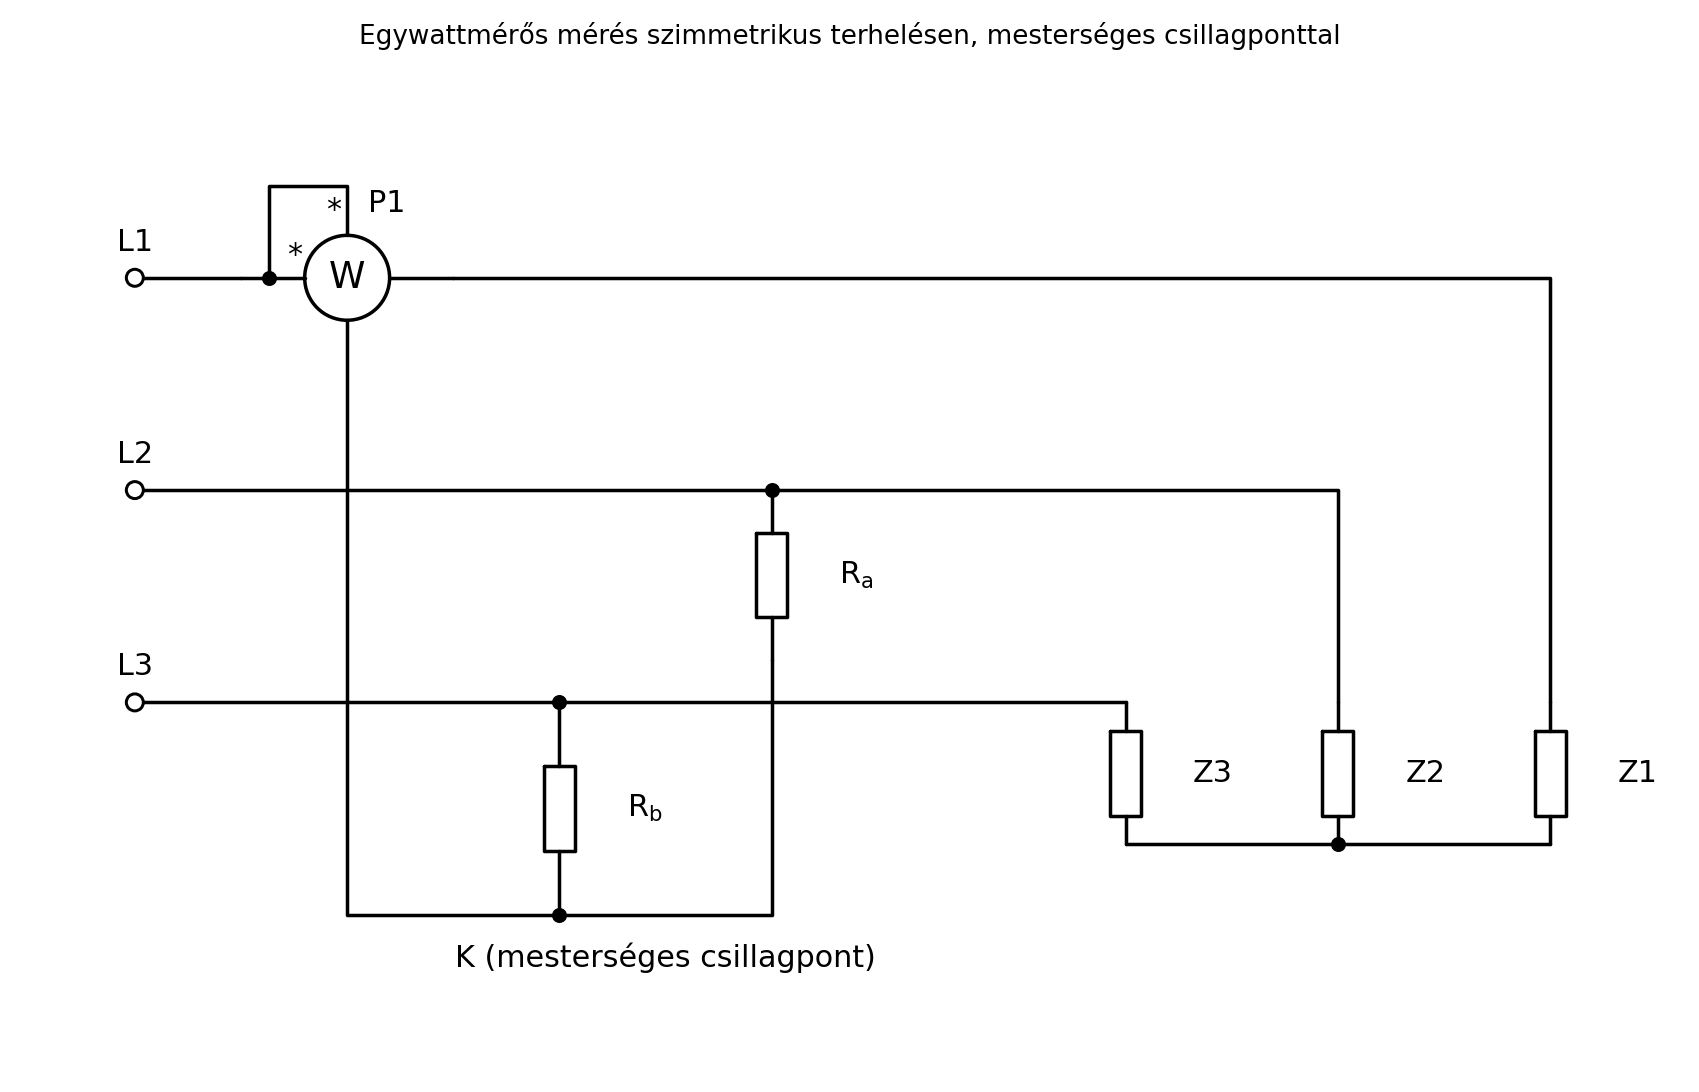 Egywattmérős mérés szimmetrikus terhelésen, mesterséges csillagponttal
* P1
L1
*
W
L2
Ra
L3
Z3
Z2
Z1
Rb
K (mesterséges csillagpont)